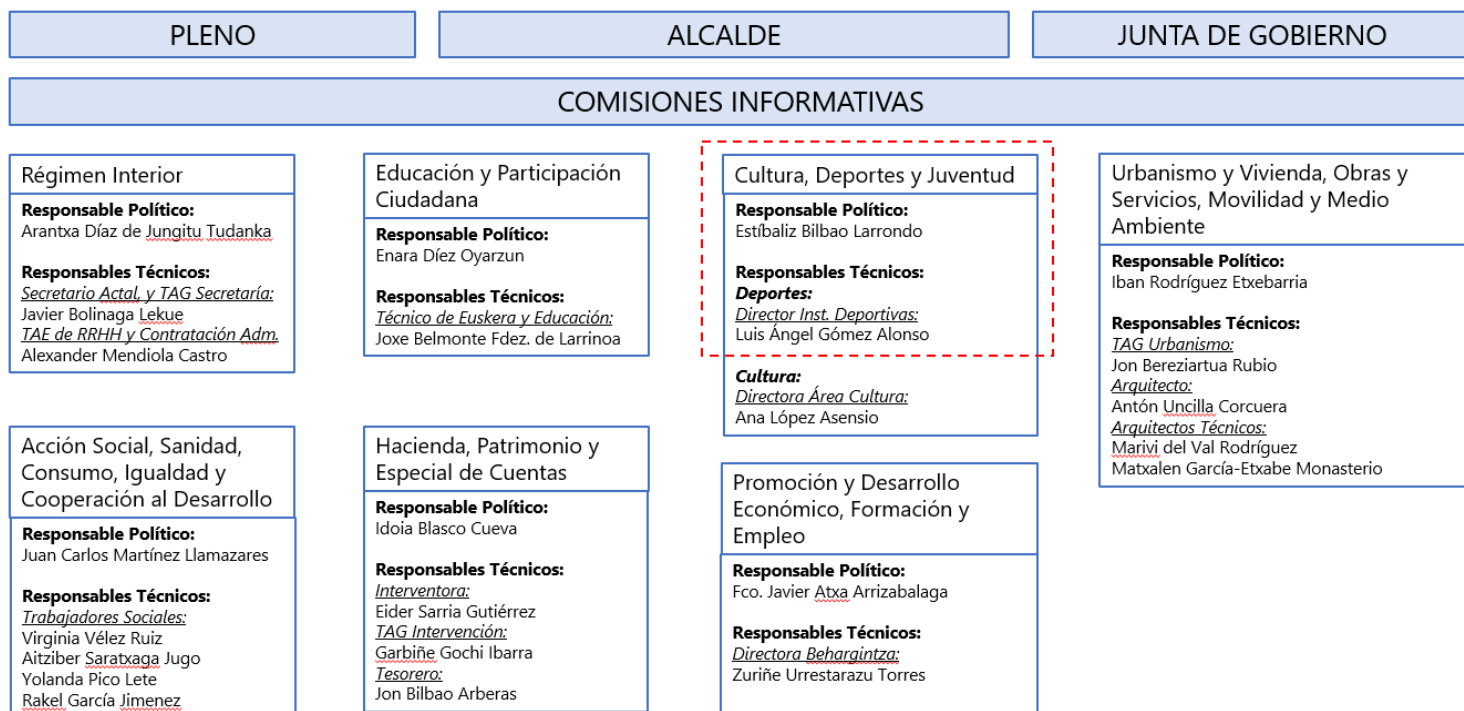 PLENO
ALCALDE
JUNTA DE GOBIERNO
COMISIONES INFORMATIVAS
Régimen Interior
Responsable Político:
Arantxa Díaz de Jungitu Tudanka
Responsables Técnicos:
Secretario Actal, y TAG Secretaría:
Javier Bolinaga Lekue
TAE de RRHH y Contratación Adm.
Alexander Mendiola Castro
Educación y Participación
Ciudadana
Responsable Político:
Enara Díez Oyarzun
Responsables Técnicos:
Técnico de Euskera y Educación:
Joxe Belmonte Fdez. de Larrinoa
Cultura, Deportes y Juventud
Responsable Político:
Estíbaliz Bilbao Larrondo
Responsables Técnicos:
Deportes:
Director Inst. Deportivas:
Luis Ángel Gómez Alonso
Cultura:
Directora Área Cultura:
Ana López Asensio
Urbanismo y Vivienda, Obras y
Servicios, Movilidad y Medio
Ambiente
Responsable Político:
Iban Rodríguez Etxebarria
Responsables Técnicos:
TAG Urbanismo:
Jon Bereziartua Rubio
Arquitecto:
Antón Uncilla Corcuera
Arquitectos Técnicos:
Marivi del Val Rodríguez
Matxalen García-Etxabe Monasterio
Acción Social, Sanidad,
Consumo, Igualdad y
Cooperación al Desarrollo
Responsable Político:
Juan Carlos Martínez Llamazares
Responsables Técnicos:
Trabajadores Sociales:
Virginia Vélez Ruiz
Aitziber Saratxaga Jugo
Yolanda Pico Lete
Rakel García Jimenez
Hacienda, Patrimonio y
Especial de Cuentas
Responsable Político:
Idoia Blasco Cueva
Responsables Técnicos:
Interventora:
Eider Sarria Gutiérrez
TAG Intervención:
Garbiñe Gochi Ibarra
Tesorero:
Jon Bilbao Arberas
Promoción y Desarrollo
Económico, Formación y
Empleo
Responsable Político:
Fco. Javier Atxa Arrizabalaga
Responsables Técnicos:
Directora Behargintza:
Zuriñe Urrestarazu Torres